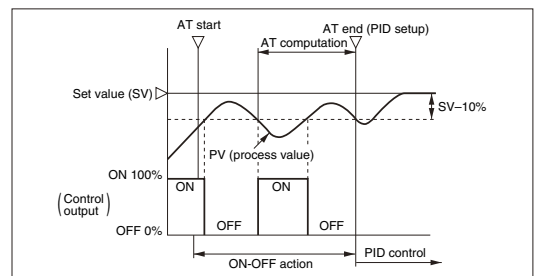 AT start
AT end (PID setup)
AT computation
Set value (SV)
SV–10%
PV (process value)
ON 100%
ON
ON
(Control output)
OFF
OFF
OFF 0%
PID control
ON-OFF action